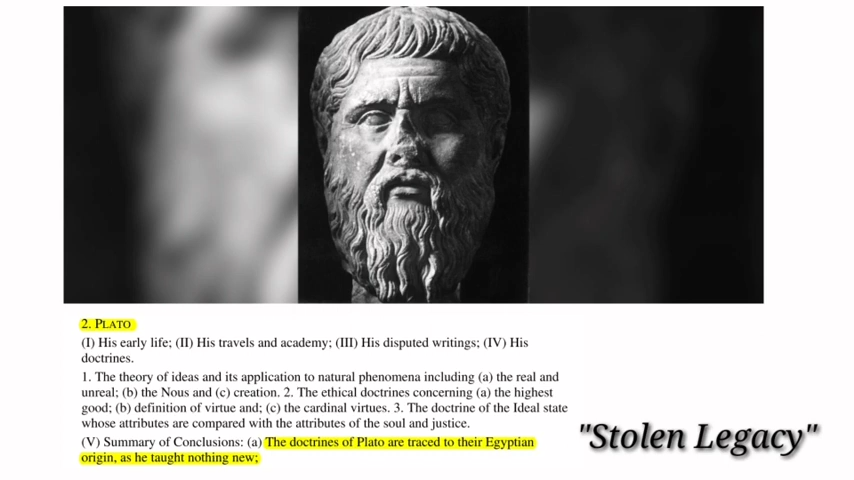 2. PLATO
(I) His early life; (II) His travels and academy; (III) His disputed writings; (IV) His
doctrines.
1. The theory of ideas and its application to natural phenomena including (a) the real and
unreal; (b) the Nous and (c) creation. 2. The ethical doctrines concerning (a) the highest
good; (b) definition of virtue and; (c) the cardinal virtues. 3. The doctrine of the Ideal state
whose attributes are compared with the attributes of the soul and justice.
(V) Summary of Conclusions: (a) The doctrines of Plato are traced to their Egyptian
origin, as he taught nothing new;
"Stolen Legacy"